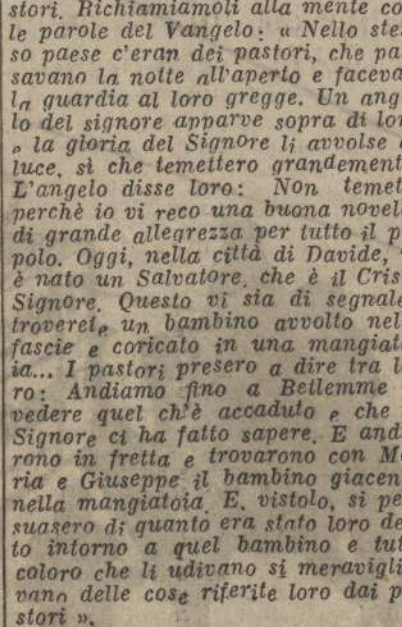 stori. Richiamiamoli alla mente co
le parole del Vangelo: « Nello ste
so paese c'eran dei pastori, che pa
savano la notte all'aperto e faceva
la guardia al loro gregge. Un ang
lo del signore apparve sopra di lor
e la gloria del Signore li avvolse
luce, sì che temettero grandement
L'angelo disse loro: Non temet
perchè io vi reco una buona novel
di grande allegrezza per tutto il p
polo. Oggi, nella città di Davide,
è nato un Salvatore, che è il Cris
Signore. Questo vi sia di segnale
troverete un bambino avvolto nel
fascie e coricato in una mangiat
ia... I pastori presero a dire tra l
ro: Andiamo fino a Betlemme
vedere quel ch'è accaduto e che
Signore ci ha fatto sapere. E and
rono in fretta e trovarono con M
ria e Giuseppe il bambino giacen
nella mangiatoia. E, vistolo, si pe
suasero di quanto era stato loro de
to intorno a quel bambino e tut
coloro che li udivano si meravigli
vano delle cose riferite loro dai p
stori ».